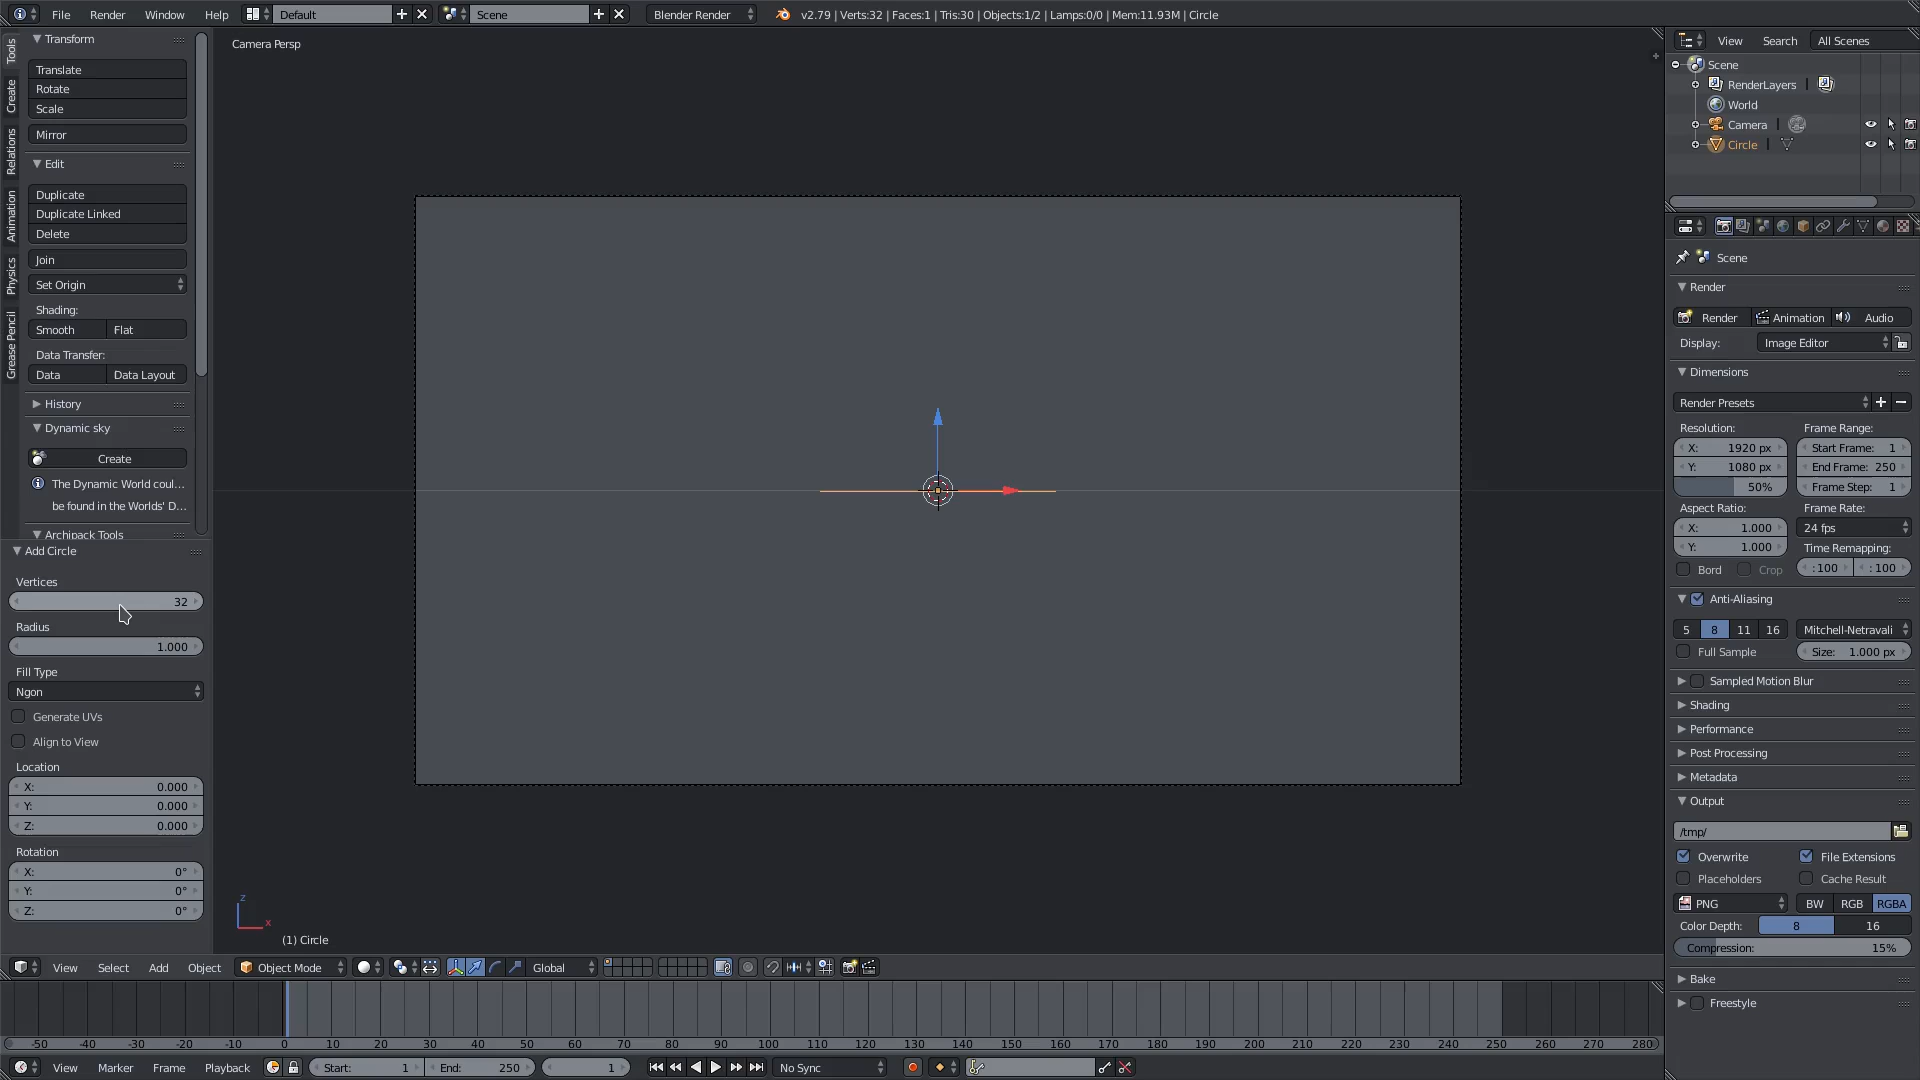 File Render Window Help Default Scene Blender Render v2.79 | Verts:32 | Faces:1 | Tris:30 | Objects:1/2 | Lamps:0/0 | Mem:11.93M | Circle
Tools
Create
Relations
Animation
Physics
Grease Pencil
Transform
Translate
Rotate
Scale
Mirror
Edit
Duplicate
Duplicate Linked
Delete
Join
Set Origin
Shading:
Smooth Flat
Data Transfer:
Data Data Layout
History
Dynamic sky
Create
The Dynamic World coul...
be found in the Worlds' D...
Archipack Tools
Add Circle
Vertices
32
Radius
1.000
Fill Type
Ngon
Generate UVs
Align to View
Location
X: 0.000
Y: 0.000
Z: 0.000
Rotation
X: 0°
Y: 0°
Z: 0°
Camera Persp
z
x
(1) Circle
View Select Add Object Object Mode Global
-50 -40 -30 -20 -10 0 10 20 30 40 50 60 70 80 90 100 110 120 130 140 150 160 170 180 190 200 210 220 230 240 250 260 270 280
View Marker Frame Playback Start: 1 End: 250 1 No Sync
View Search All Scenes
Scene
RenderLayers
World
Camera
Circle
Scene
Render
Render Animation Audio
Display: Image Editor
Dimensions
Render Presets
Resolution: Frame Range:
X: 1920 px Start Frame: 1
Y: 1080 px End Frame: 250
50% Frame Step: 1
Aspect Ratio: Frame Rate:
X: 1.000 24 fps
Y: 1.000 Time Remapping:
Bord Crop :100 :100
Anti-Aliasing
5 8 11 16 Mitchell-Netravali
Full Sample Size: 1.000 px
Sampled Motion Blur
Shading
Performance
Post Processing
Metadata
Output
/tmp/
Overwrite File Extensions
Placeholders Cache Result
PNG BW RGB RGBA
Color Depth: 8 16
Compression: 15%
Bake
Freestyle